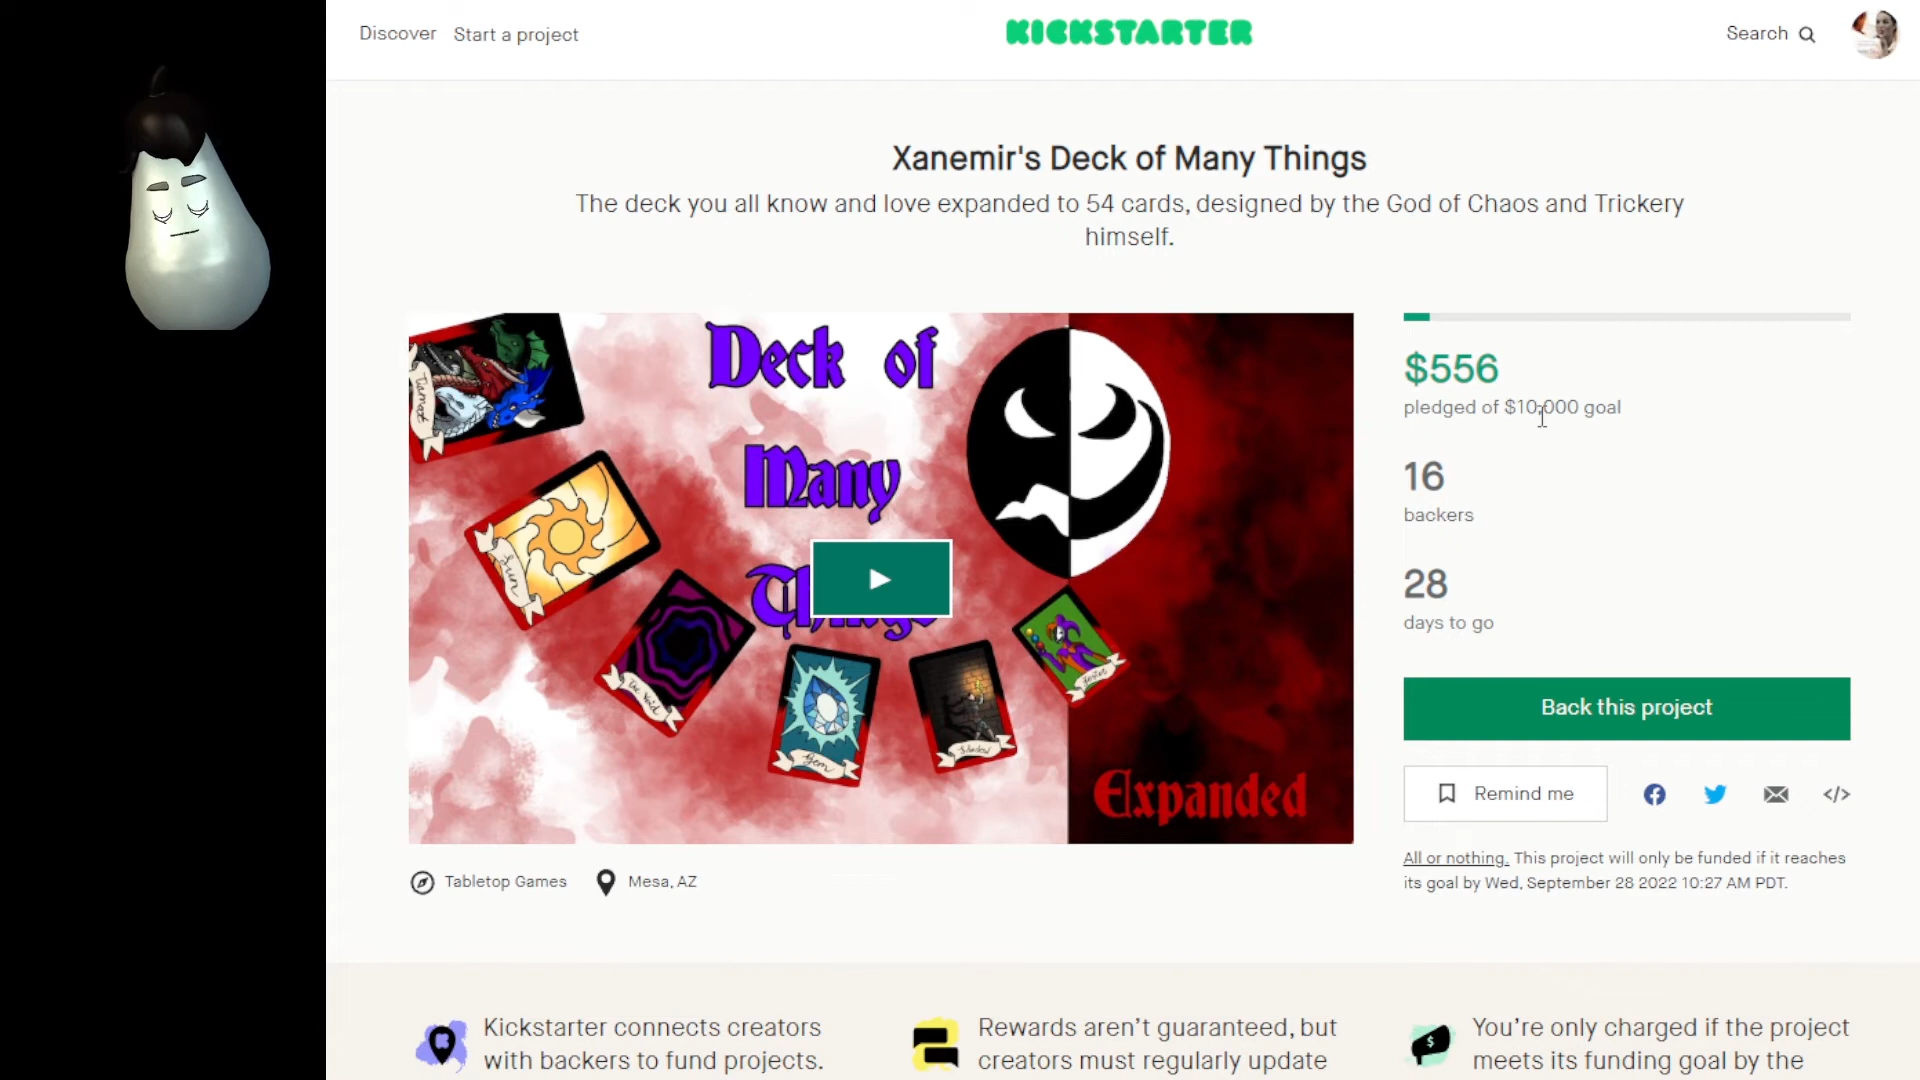 Discover
Start a project
KICKSTARTER
Search
Xanemir's Deck of Many Things
The deck you all know and love expanded to 54 cards, designed by the God of Chaos and Trickery
himself.
Deck of
Many
Tiamat
Sun
The Void
Gem
Expanded
$556
pledged of $10,000 goal
16
backers
28
days to go
Back this project
Remind me
All or nothing. This project will only be funded if it reaches
its goal by Wed, September 28 2022 10:27 AM PDT.
Tabletop Games
Mesa, AZ
Kickstarter connects creators
with backers to fund projects.
Rewards aren't guaranteed, but
creators must regularly update
You're only charged if the project
meets its funding goal by the